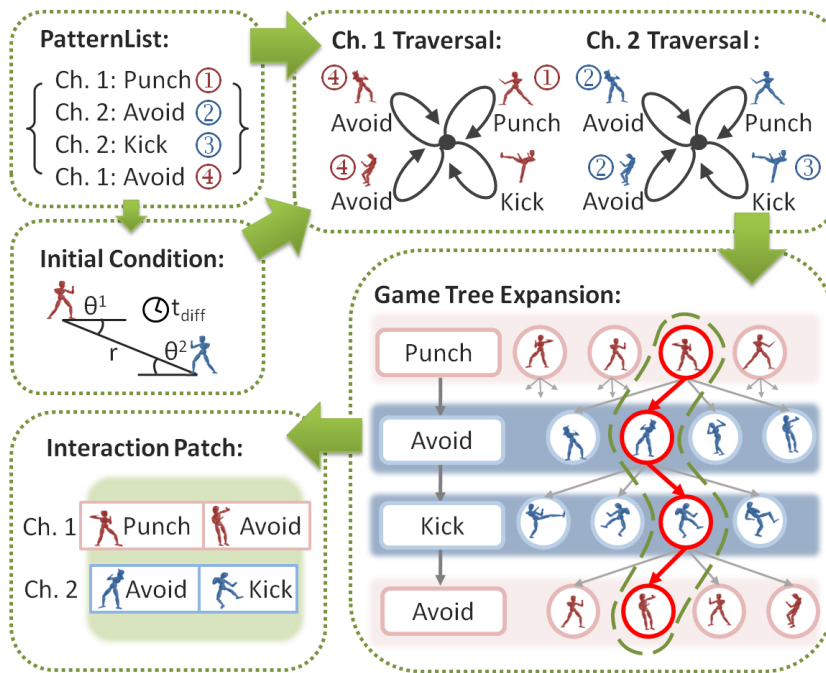 PatternList:
Ch. 1: Punch ①
Ch. 2: Avoid ②
Ch. 2: Kick ③
Ch. 1: Avoid ④
Ch. 1 Traversal:
④ ①
Avoid Punch
④
Avoid Kick
Ch. 2 Traversal :
②
Avoid Punch
② ③
Avoid Kick
Initial Condition:
θ1 t diff
r θ2
Game Tree Expansion:
Punch
Avoid
Kick
Avoid
Interaction Patch:
Ch. 1 Punch Avoid
Ch. 2 Avoid Kick